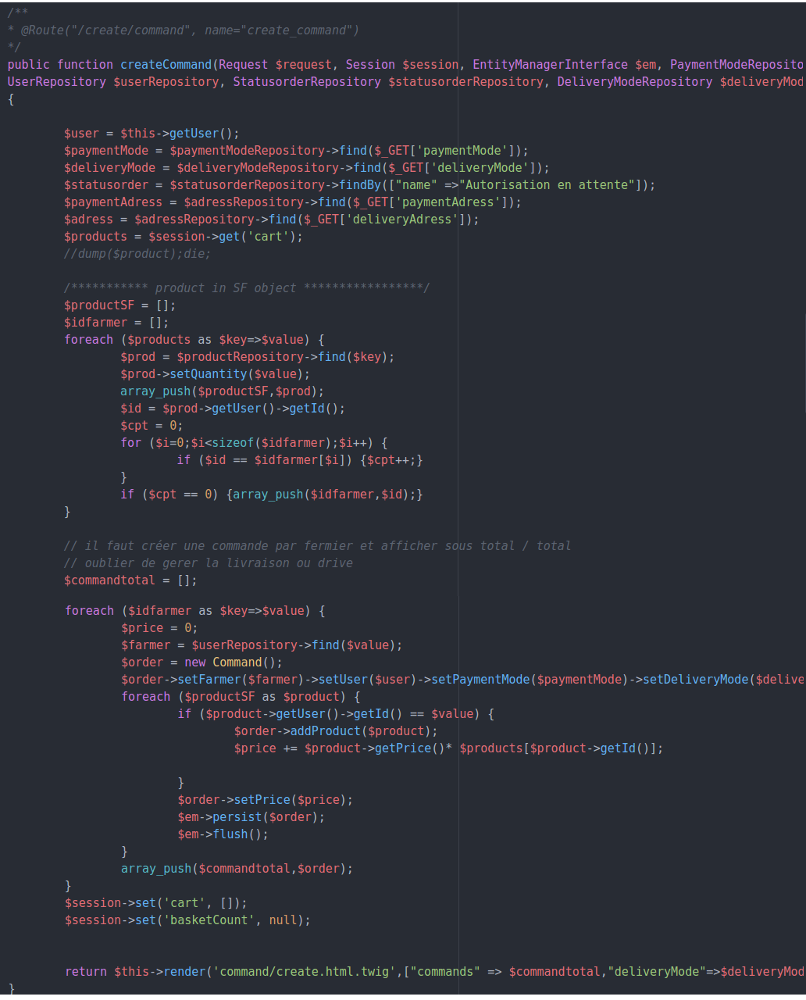 /**
* @Route("/create/command", name="create_command")
*/
public function createCommand(Request $request, Session $session, EntityManagerInterface $em, PaymentModeReposito
UserRepository $userRepository, StatusorderRepository $statusorderRepository, DeliveryModeRepository $deliveryMod
{
$user = $this->getUser();
$paymentMode = $paymentModeRepository->find($_GET['paymentMode']);
$deliveryMode = $deliveryModeRepository->find($_GET['deliveryMode']);
$statusorder = $statusorderRepository->findBy(["name" =>"Autorisation en attente"]);
$paymentAdress = $adressRepository->find($_GET['paymentAdress']);
$adress = $adressRepository->find($_GET['deliveryAdress']);
$products = $session->get('cart');
//dump($product);die;
/*********** product in SF object *****************/
$productSF = [];
$idfarmer = [];
foreach ($products as $key=>$value) {
$prod = $productRepository->find($key);
$prod->setQuantity($value);
array_push($productSF,$prod);
$id = $prod->getUser()->getId();
$cpt = 0;
for ($i=0;$i<sizeof($idfarmer);$i++) {
if ($id == $idfarmer[$i]) {$cpt++;}
}
if ($cpt == 0) {array_push($idfarmer,$id);}
}
// il faut créer une commande par fermier et afficher sous total / total
// oublier de gerer la livraison ou drive
$commandtotal = [];
foreach ($idfarmer as $key=>$value) {
$price = 0;
$farmer = $userRepository->find($value);
$order = new Command();
$order->setFarmer($farmer)->setUser($user)->setPaymentMode($paymentMode)->setDeliveryMode($delive
foreach ($productSF as $product) {
if ($product->getUser()->getId() == $value) {
$order->addProduct($product);
$price += $product->getPrice()* $products[$product->getId()];
}
$order->setPrice($price);
$em->persist($order);
$em->flush();
}
array_push($commandtotal,$order);
}
$session->set('cart', []);
$session->set('basketCount', null);
return $this->render('command/create.html.twig',["commands" => $commandtotal,"deliveryMode"=>$deliveryMod
}